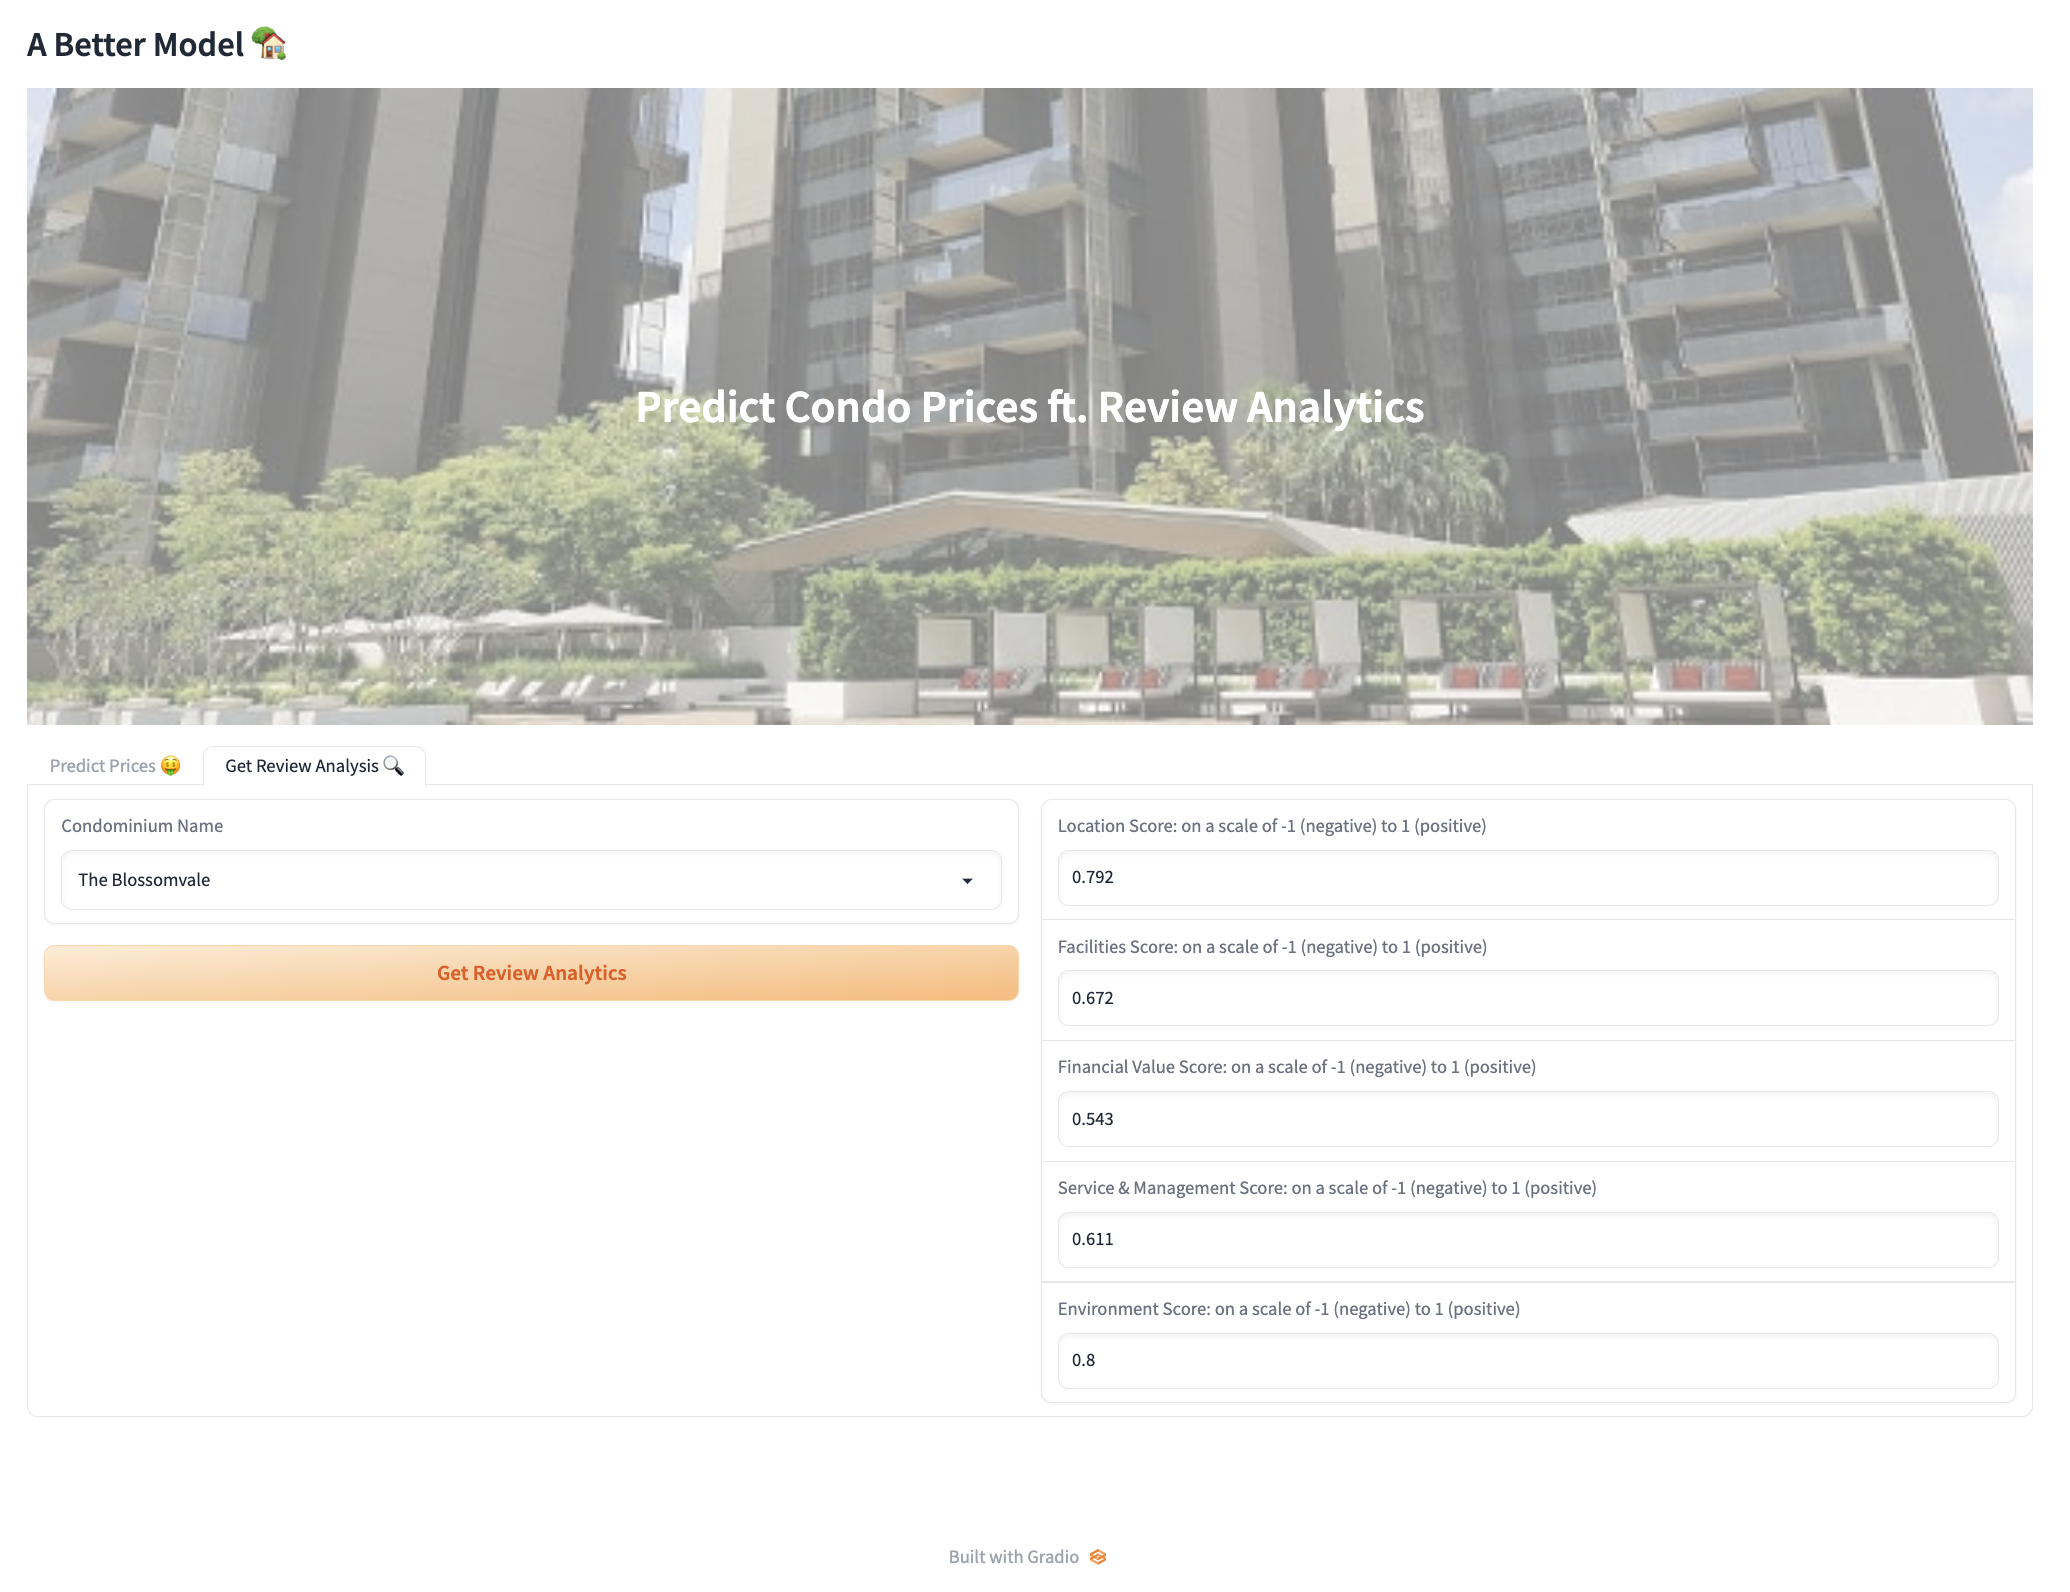 A Better Model 🏡
Predict Condo Prices ft. Review Analytics
Predict Prices 🤑
Get Review Analysis 🔍
Condominium Name
The Blossomvale
Get Review Analytics
Location Score: on a scale of -1 (negative) to 1 (positive)
0.792
Facilities Score: on a scale of -1 (negative) to 1 (positive)
0.672
Financial Value Score: on a scale of -1 (negative) to 1 (positive)
0.543
Service & Management Score: on a scale of -1 (negative) to 1 (positive)
0.611
Environment Score: on a scale of -1 (negative) to 1 (positive)
0.8
Built with Gradio